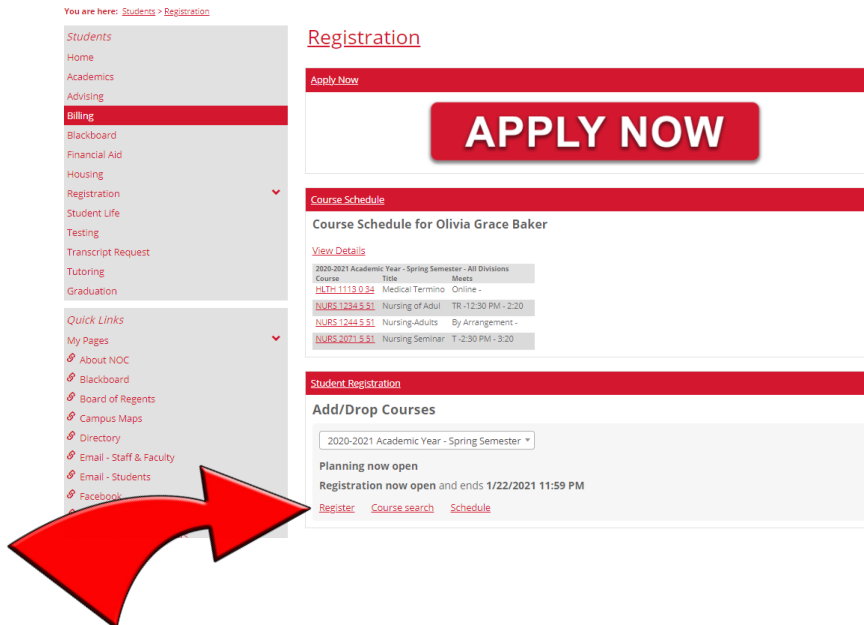 You are here: Students > Registration
Students
Home
Academics
Advising
Billing
Blackboard
Financial Aid
Housing
Registration
Student Life
Testing
Transcript Request
Tutoring
Graduation
Quick Links
My Pages
About NOC
Blackboard
Board of Regents
Campus Maps
Directory
Email - Staff & Faculty
Email - Students
Facebook
Registration
Apply Now
APPLY NOW
Course Schedule
Course Schedule for Olivia Grace Baker
View Details
2020-2021 Academic Year - Spring Semester - All Divisions
Course Title Meets
HLTH 1113 0 34 Medical Termino Online -
NURS 1234 5 51 Nursing of Adul TR -12:30 PM - 2:20
NURS 1244 5 51 Nursing-Adults By Arrangement -
NURS 2071 5 51 Nursing Seminar T -2:30 PM - 3:20
Student Registration
Add/Drop Courses
2020-2021 Academic Year - Spring Semester
Planning now open
Registration now open and ends 1/22/2021 11:59 PM
Register Course search Schedule